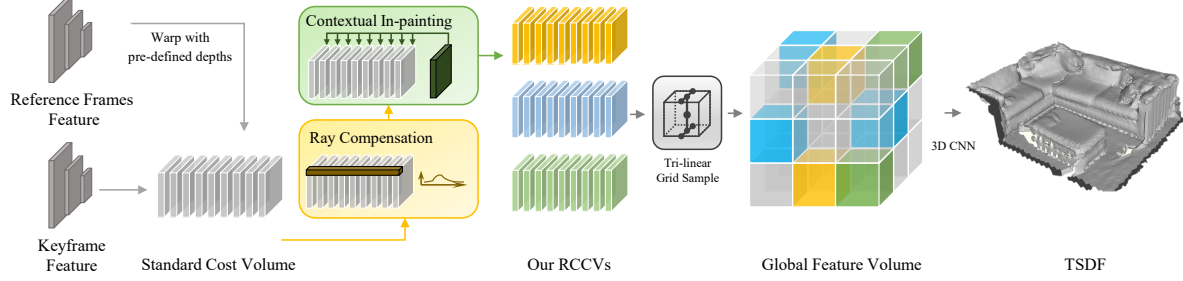 Contextual In-painting
Warp with
pre-defined depths
Reference Frames
Feature
Ray Compensation
Tri-linear
Grid Sample
3D CNN
Keyframe
Feature
Standard Cost Volume
Our RCCVs
Global Feature Volume
TSDF